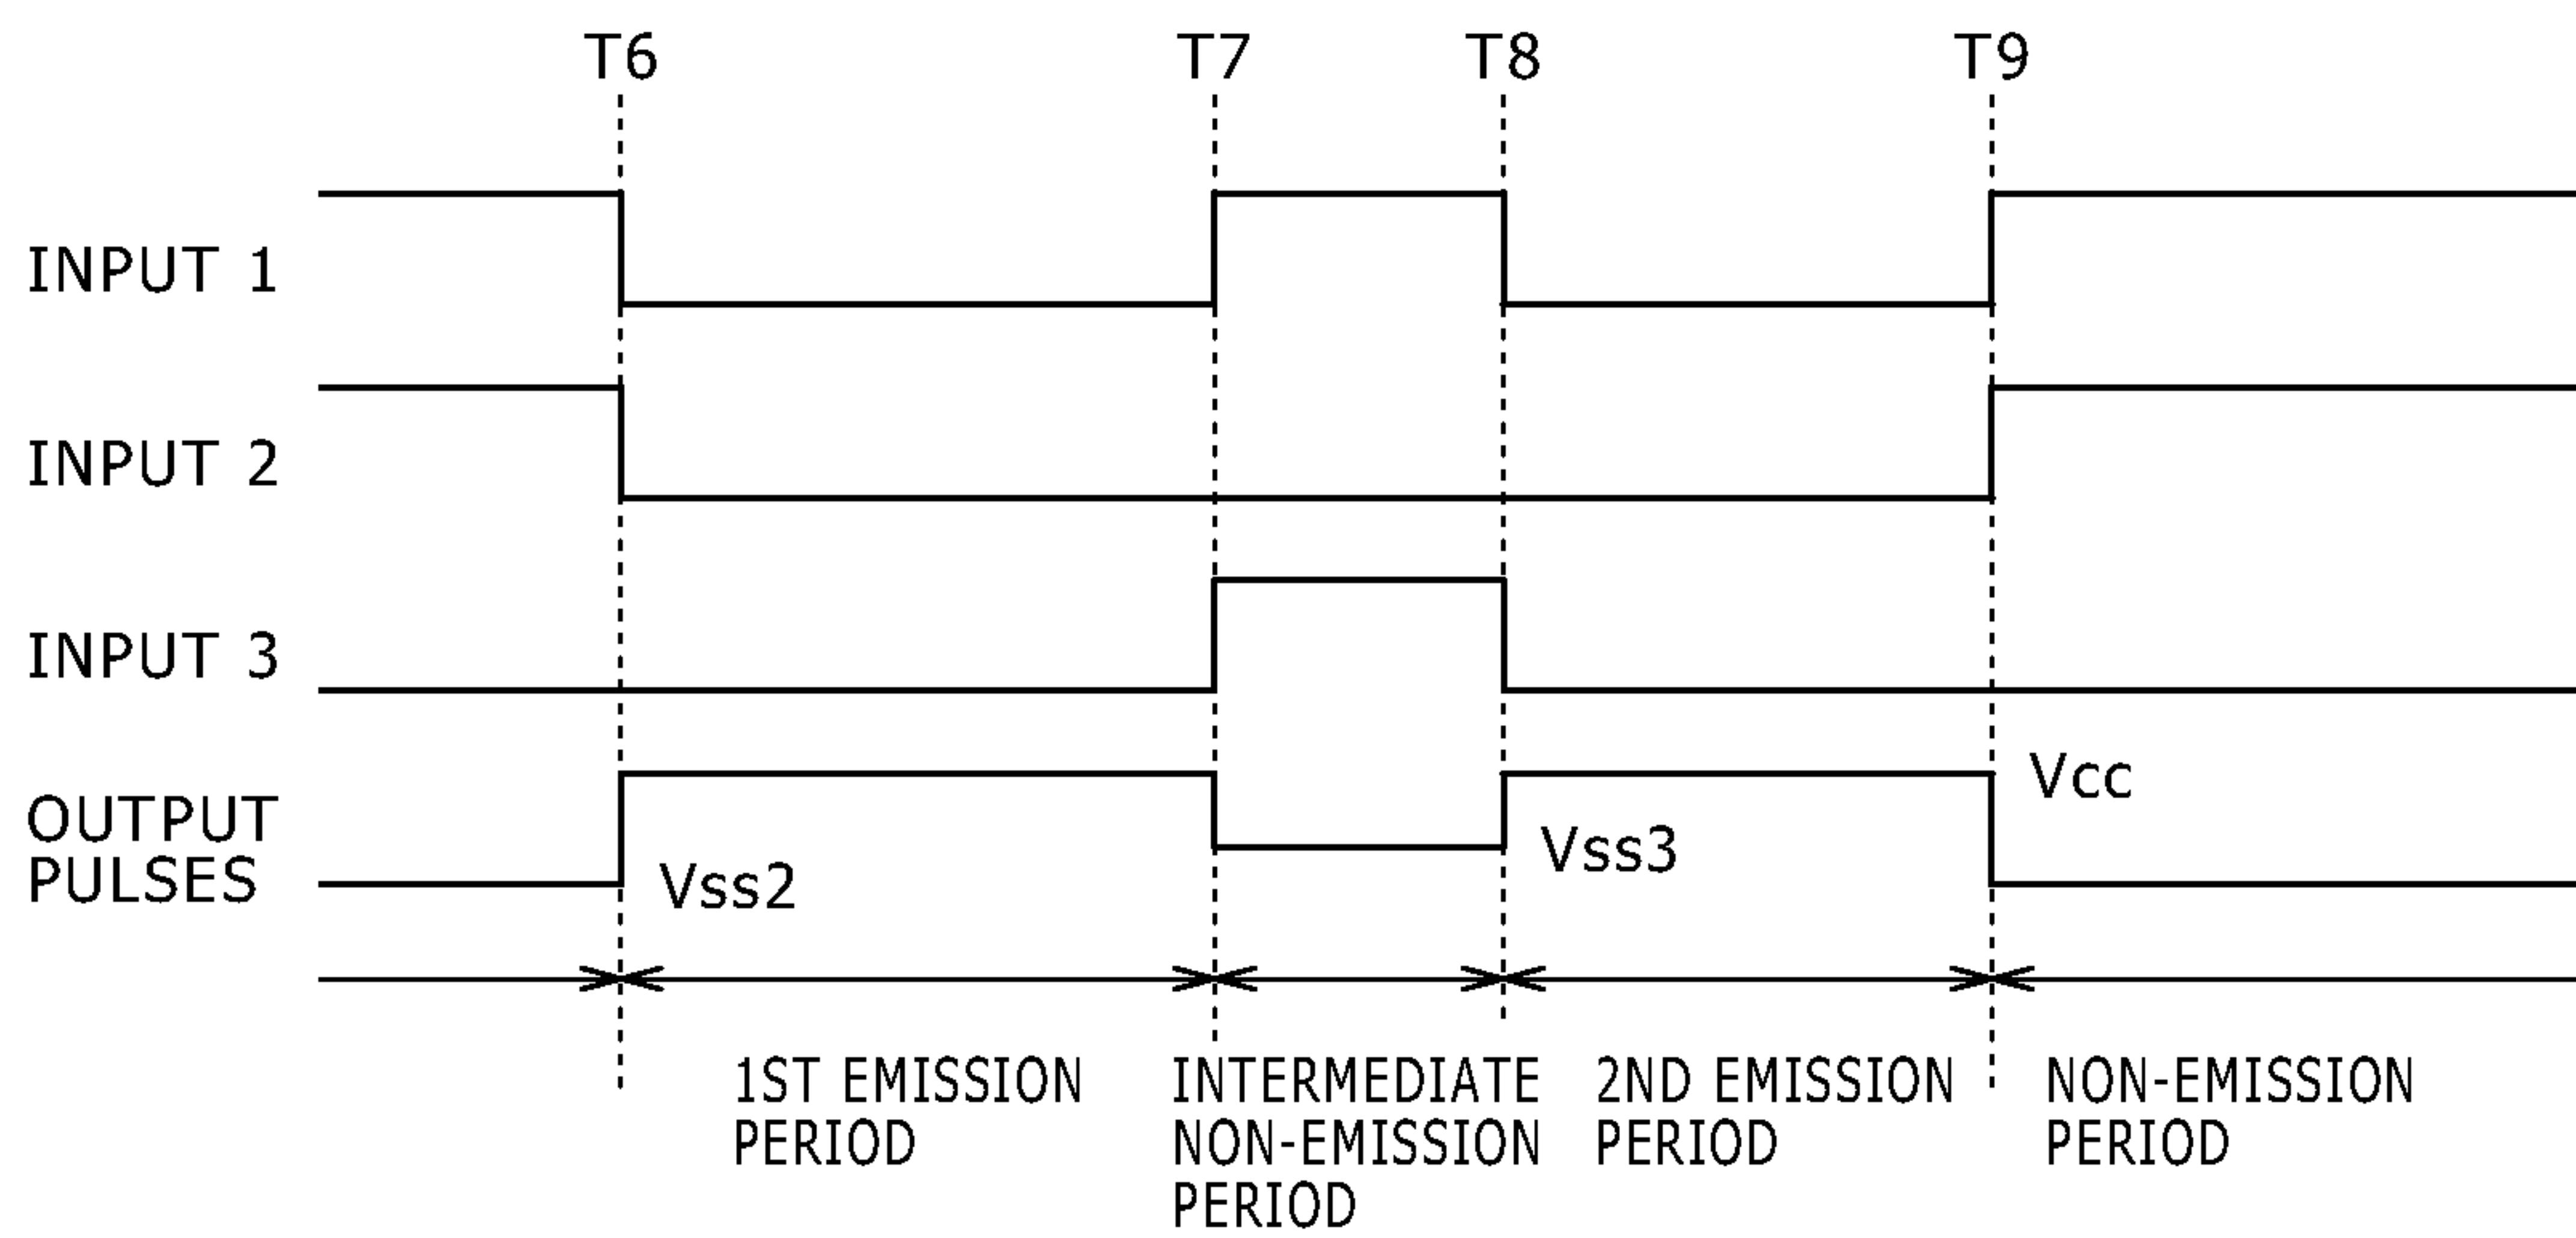 T6 T7 T8 T9
INPUT 1
INPUT 2
INPUT 3
OUTPUT
PULSES
Vcc
Vss3
Vss2
1ST EMISSION
PERIOD
INTERMEDIATE
NON-EMISSION
PERIOD
2ND EMISSION
PERIOD
NON-EMISSION
PERIOD